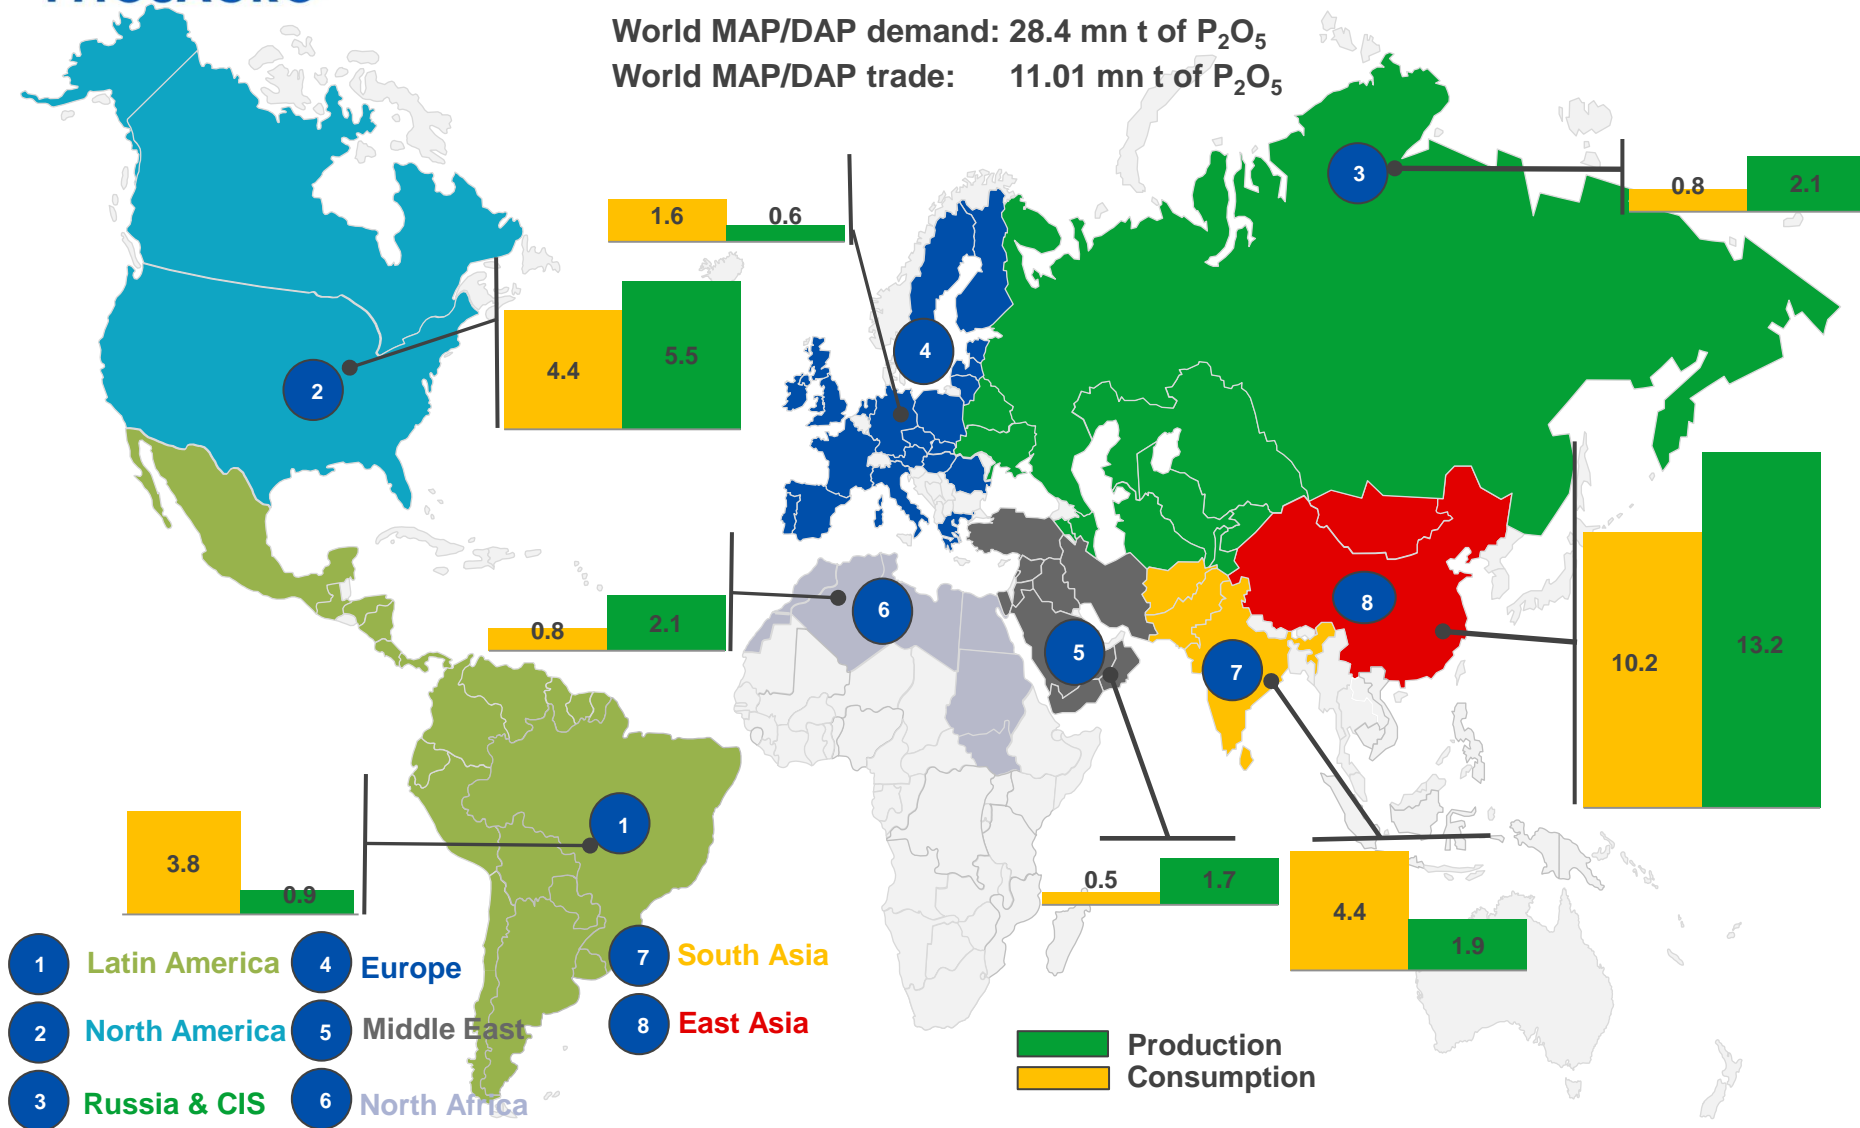 World MAP/DAP demand: 28.4 mn t of P₂O₅
World MAP/DAP trade: 11.01 mn t of P₂O₅
3
0.8
2.1
1.6
0.6
4
4.4
5.5
2
10.2
13.2
0.8
2.1
6
5
7
8
3.8
0.9
1
0.5
1.7
4.4
1.9
1 Latin America
4 Europe
7 South Asia
2 North America
5 Middle East
8 East Asia
3 Russia & CIS
6 North Africa
Production
Consumption